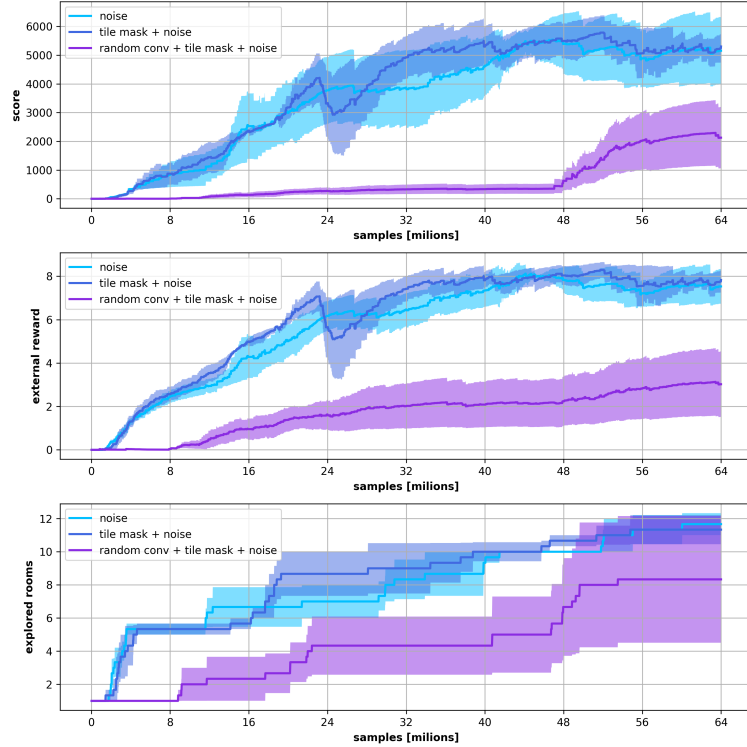 6000
5000
4000
3000
2000
1000
0
score
noise
tile mask + noise
random conv + tile mask + noise
0 8 16 24 32 40 48 56 64
samples [milions]
8
6
4
2
0
external reward
noise
tile mask + noise
random conv + tile mask + noise
0 8 16 24 32 40 48 56 64
samples [milions]
12
10
8
6
4
2
explored rooms
noise
tile mask + noise
random conv + tile mask + noise
0 8 16 24 32 40 48 56 64
samples [milions]